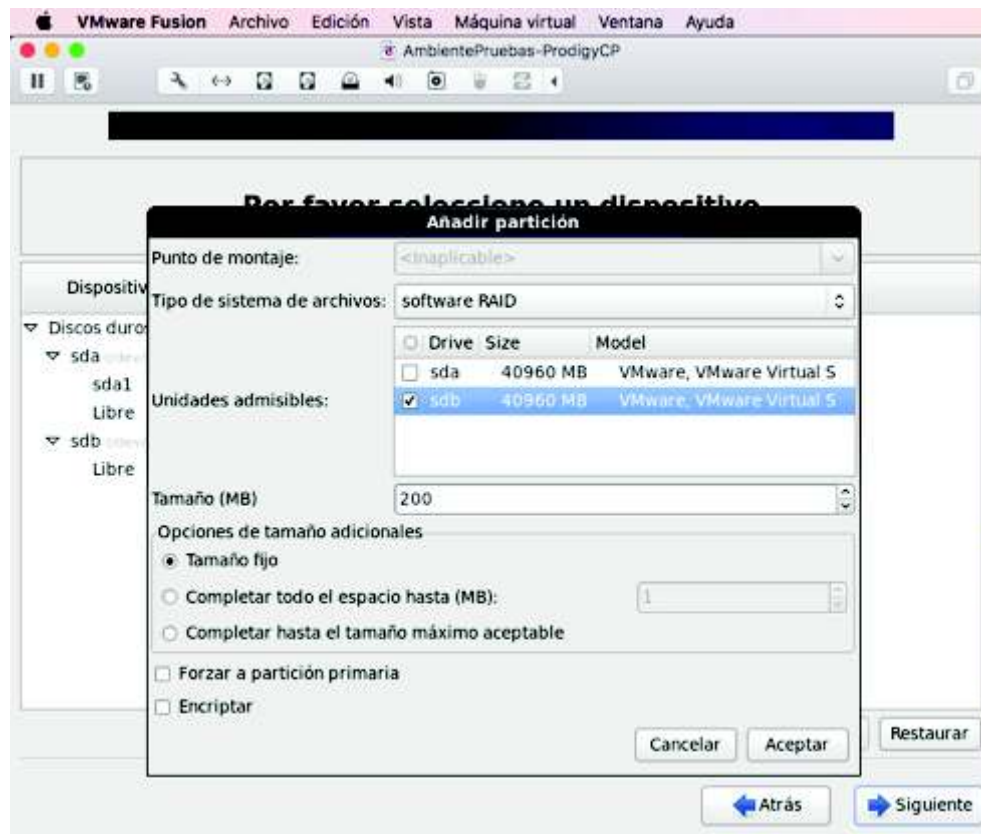 VMware Fusion Archivo Edición Vista Máquina virtual Ventana Ayuda
AmbientePruebas-ProdigyCP
Por favor seleccione un dispositivo
Añadir partición
Punto de montaje: <Inaplicable>
Tipo de sistema de archivos: software RAID
Dispositiv
Discos duro
sda
sda1
Libre
sdb
Libre
Unidades admisibles:
Drive Size Model
sda 40960 MB VMware, VMware Virtual S
sdb 40960 MB VMware, VMware Virtual S
Tamaño (MB) 200
Opciones de tamaño adicionales
Tamaño fijo
Completar todo el espacio hasta (MB): 1
Completar hasta el tamaño máximo aceptable
Forzar a partición primaria
Encriptar
Cancelar Aceptar
Restaurar
Atrás Siguiente